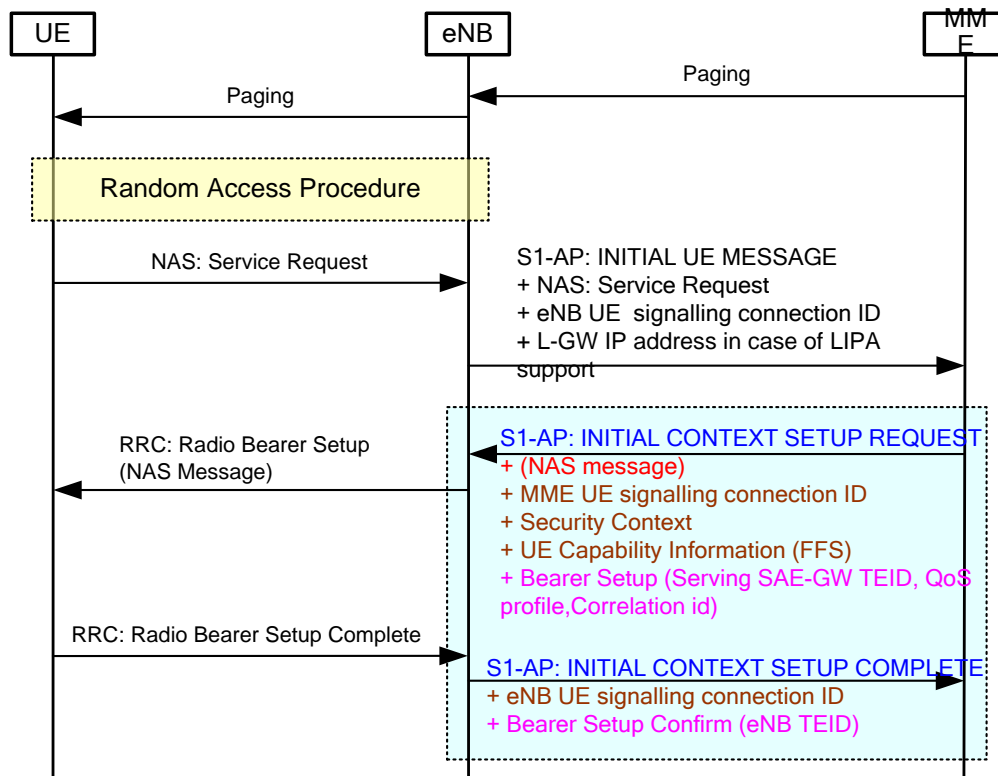 UE
eNB
MM
E
Paging
Paging
Random Access Procedure
NAS: Service Request
S1-AP: INITIAL UE MESSAGE
+ NAS: Service Request
+ eNB UE  signalling connection ID
+ L-GW IP address in case of LIPA
support
RRC: Radio Bearer Setup
(NAS Message)
S1-AP: INITIAL CONTEXT SETUP REQUEST
+ (NAS message)
+ MME UE signalling connection ID
+ Security Context
+ UE Capability Information (FFS)
+ Bearer Setup (Serving SAE-GW TEID, QoS
profile,Correlation id)
RRC: Radio Bearer Setup Complete
S1-AP: INITIAL CONTEXT SETUP COMPLETE
+ eNB UE signalling connection ID
+ Bearer Setup Confirm (eNB TEID)